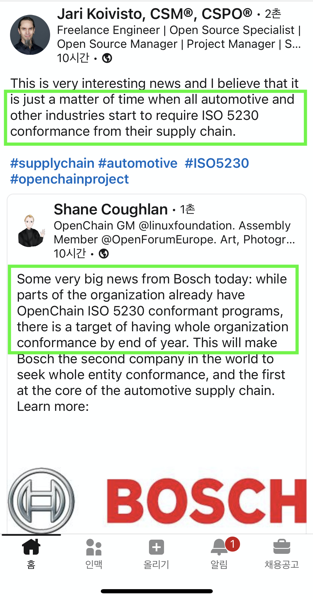 Jari Koivisto, CSM®, CSPO® • 2촌
Freelance Engineer | Open Source Specialist |
Open Source Manager | Project Manager | S...
10시간 •
This is very interesting news and I believe that it
is just a matter of time when all automotive and
other industries start to require ISO 5230
conformance from their supply chain.
#supplychain #automotive #ISO5230
#openchainproject
Shane Coughlan • 1촌
OpenChain GM @linuxfoundation. Assembly
Member @OpenForumEurope. Art, Photogr...
10시간 •
Some very big news from Bosch today: while
parts of the organization already have
OpenChain ISO 5230 conformant programs,
there is a target of having whole organization
conformance by end of year. This will make
Bosch the second company in the world to
seek whole entity conformance, and the first
at the core of the automotive supply chain.
Learn more:
BOSCH
1
홈 인맥 올리기 알림 채용공고